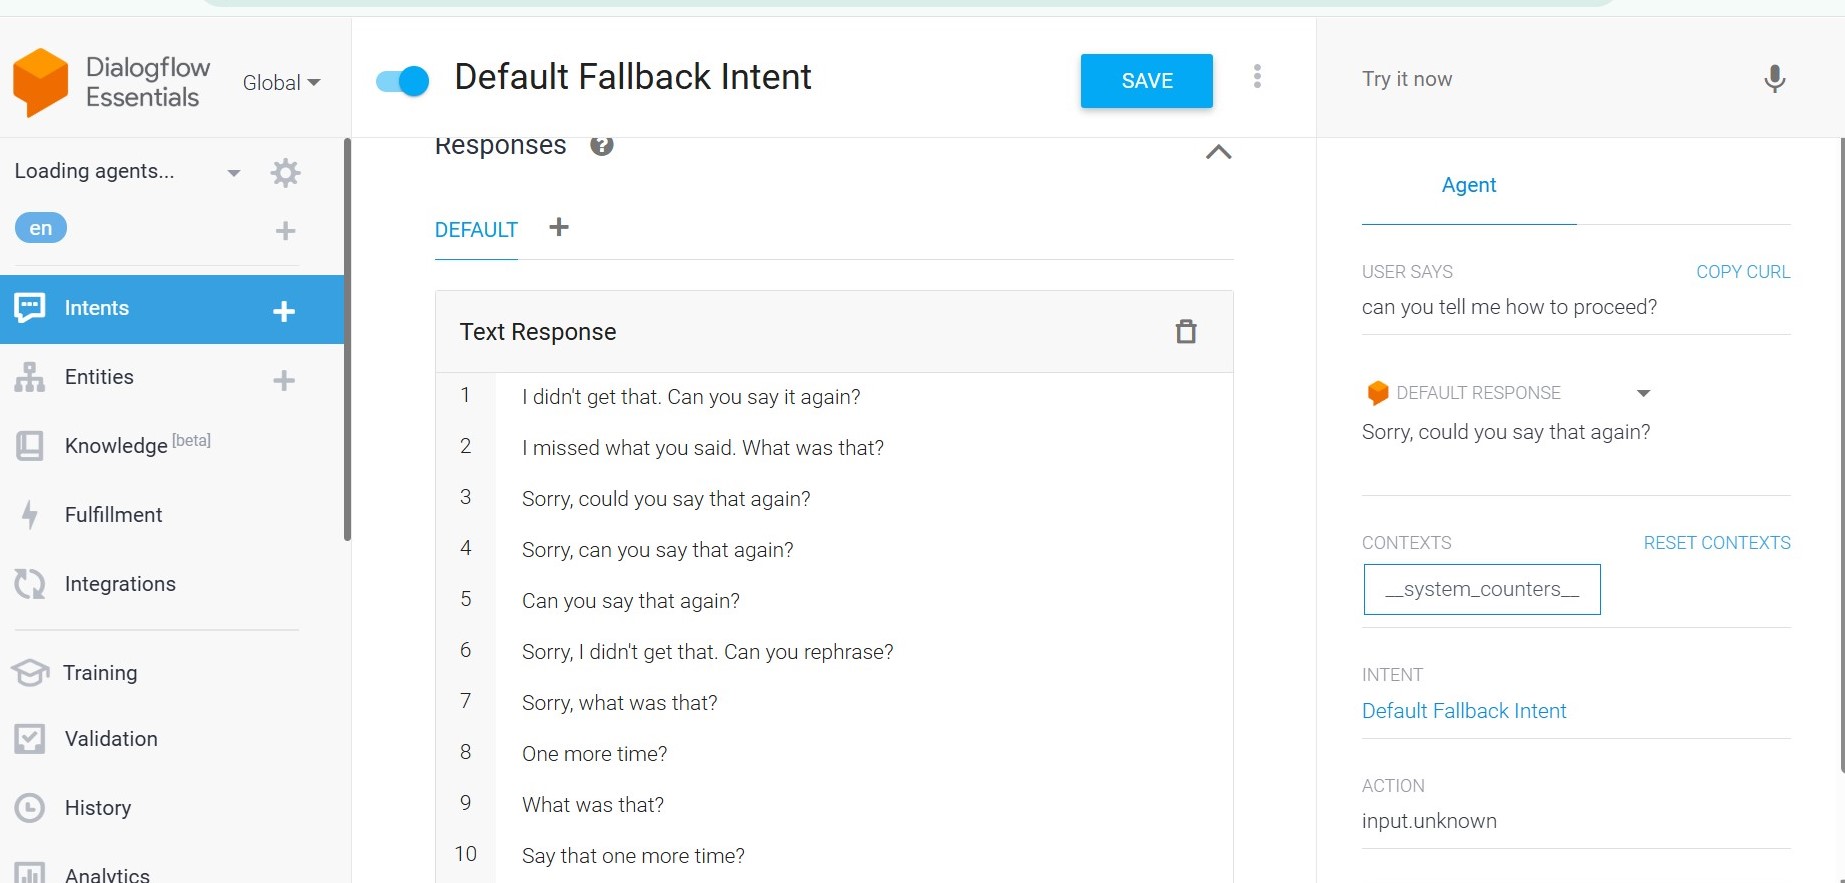 Dialogflow
Essentials
Global
Default Fallback Intent
SAVE
Try it now
Loading agents...
en
Intents
Entities
Knowledge [beta]
Fulfillment
Integrations
Training
Validation
History
Analytics
Responses
DEFAULT
Text Response
1 I didn't get that. Can you say it again?
2 I missed what you said. What was that?
3 Sorry, could you say that again?
4 Sorry, can you say that again?
5 Can you say that again?
6 Sorry, I didn't get that. Can you rephrase?
7 Sorry, what was that?
8 One more time?
9 What was that?
10 Say that one more time?
Agent
USER SAYS COPY CURL
can you tell me how to proceed?
DEFAULT RESPONSE
Sorry, could you say that again?
CONTEXTS RESET CONTEXTS
__system_counters__
INTENT
Default Fallback Intent
ACTION
input.unknown